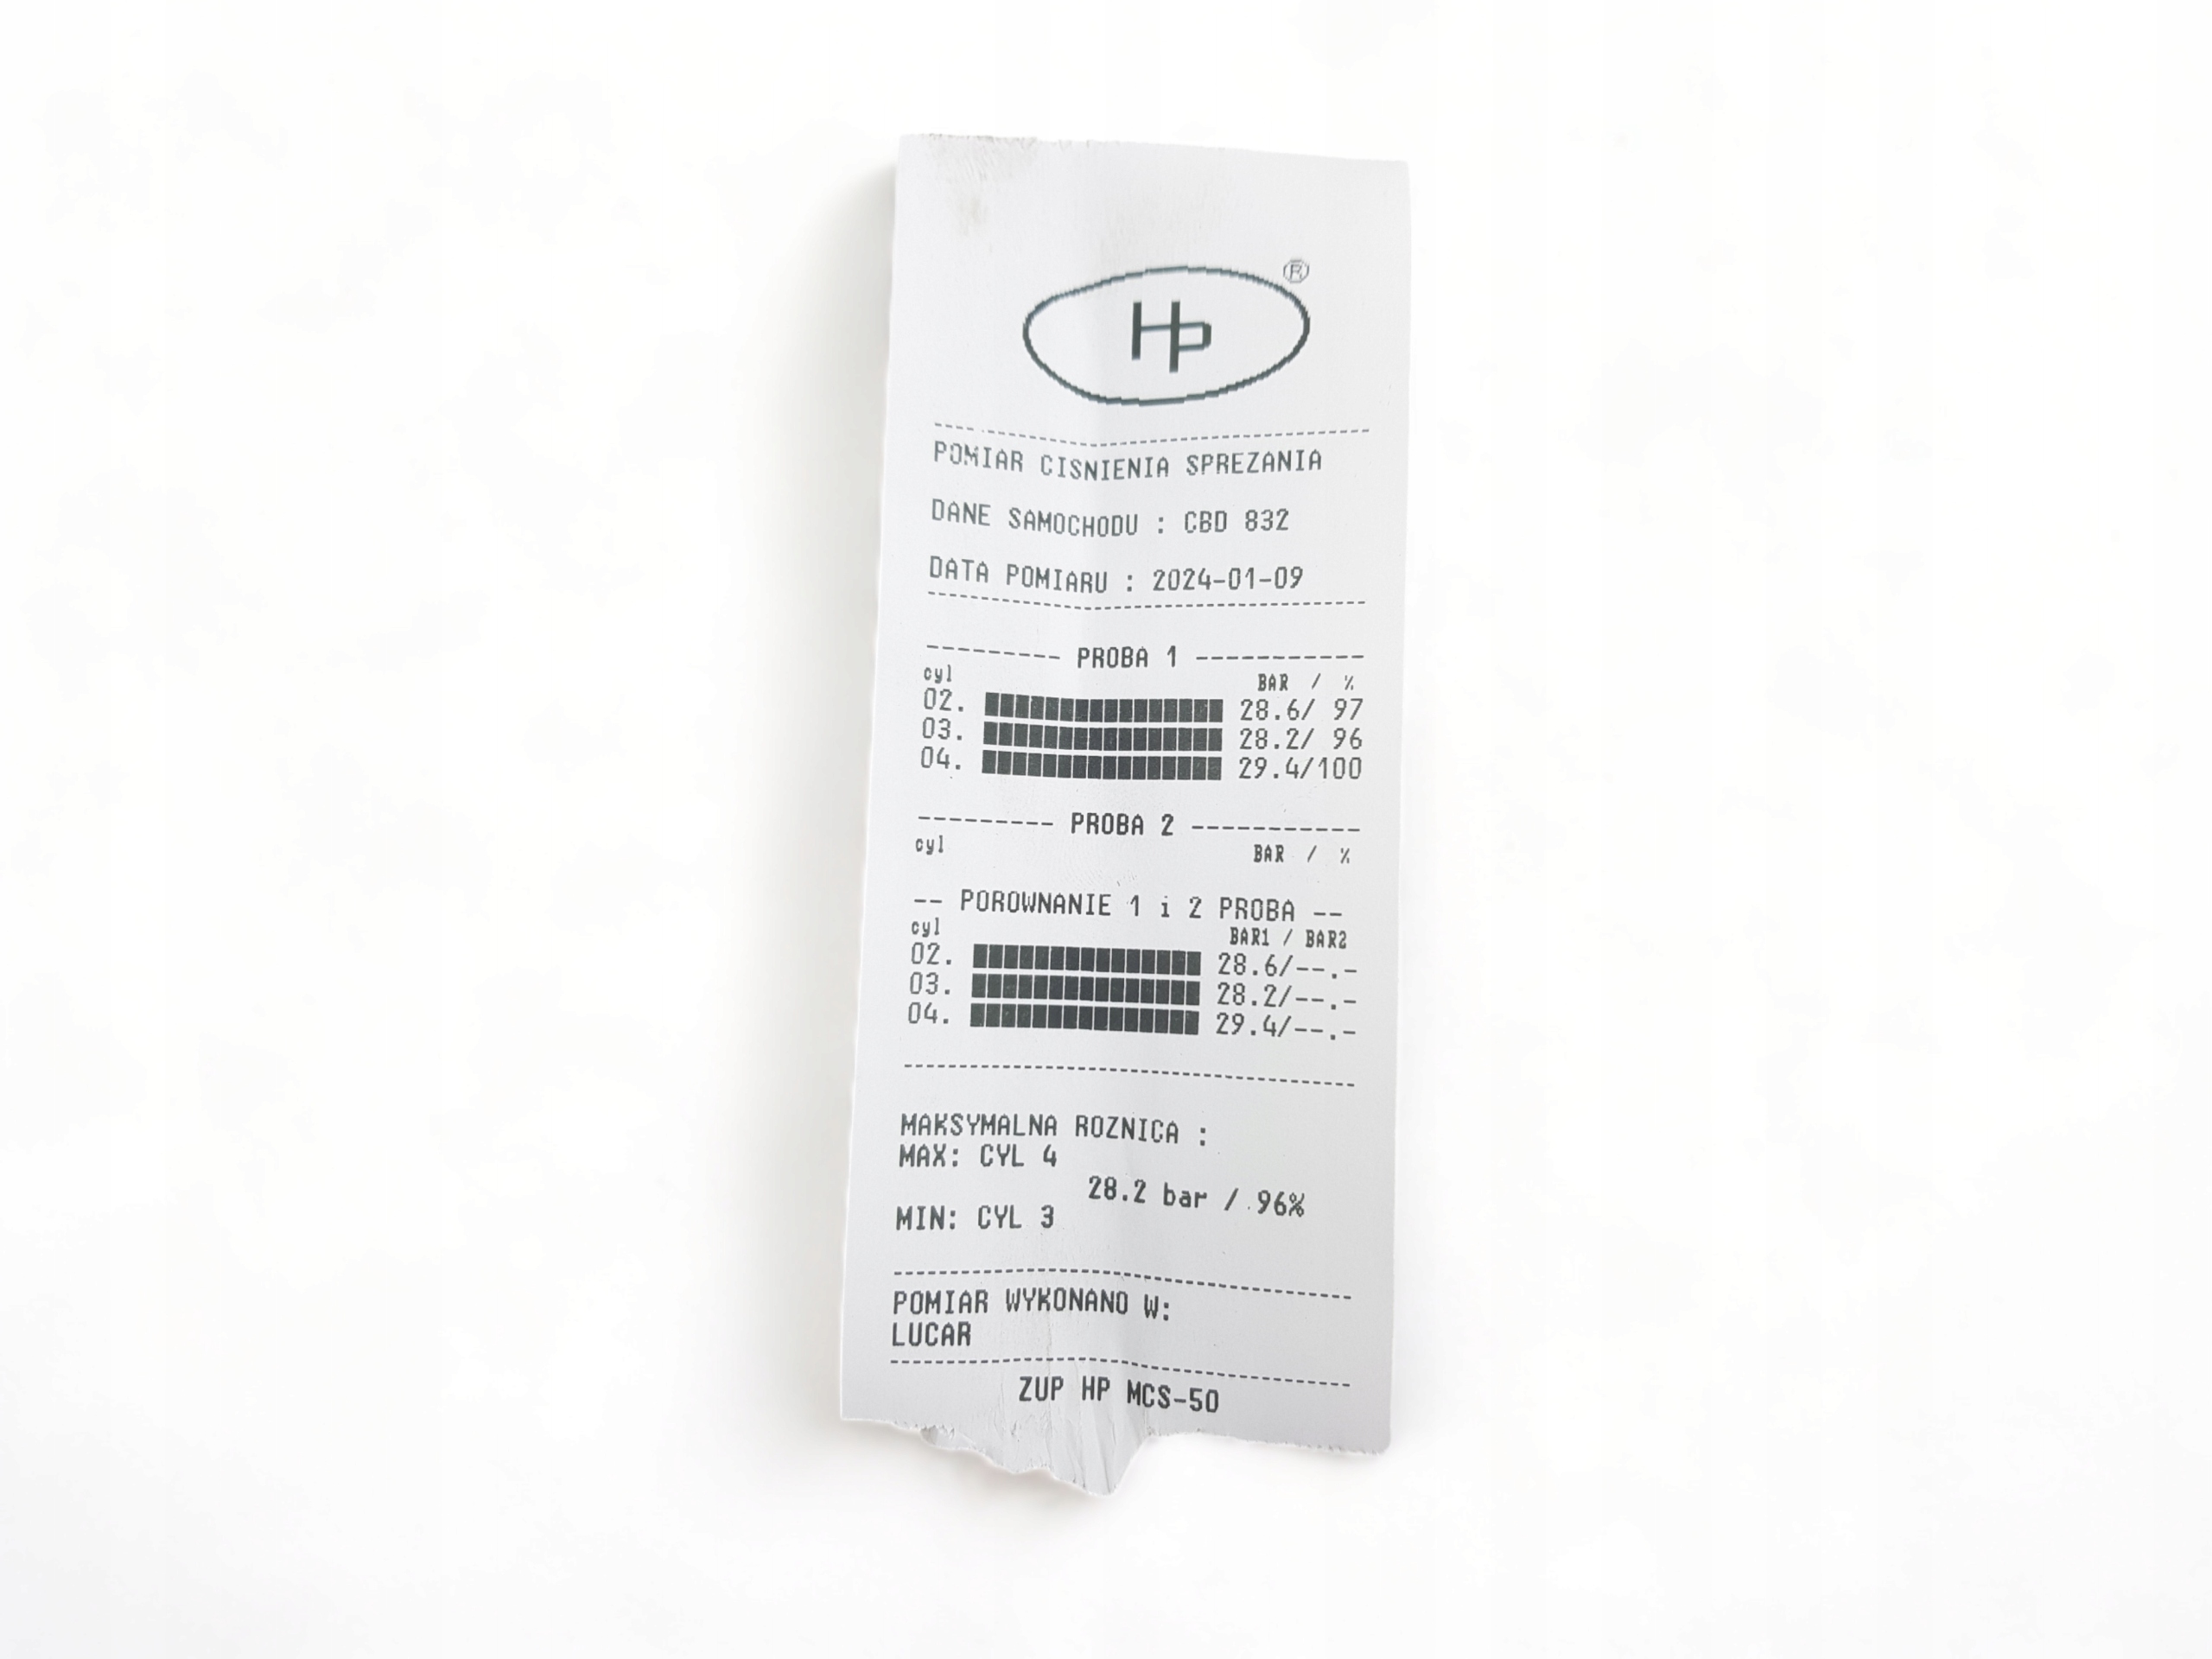 HP ®
POMIAR CISNIENIA SPREZANIA
DANE SAMOCHODU : CBD 832
DATA POMIARU : 2024-01-09
--------- PROBA 1 -----------
cyl BAR / %
02. 28.6/ 97
03. 28.2/ 96
04. 29.4/100
--------- PROBA 2 -----------
cyl BAR / %
-- POROWNANIE 1 i 2 PROBA --
cyl BAR1 / BAR2
02. 28.6/--.-
03. 28.2/--.-
04. 29.4/--.-
MAKSYMALNA ROZNICA :
MAX: CYL 4
28.2 bar / 96%
MIN: CYL 3
POMIAR WYKONANO W:
LUCAR
ZUP HP MCS-50